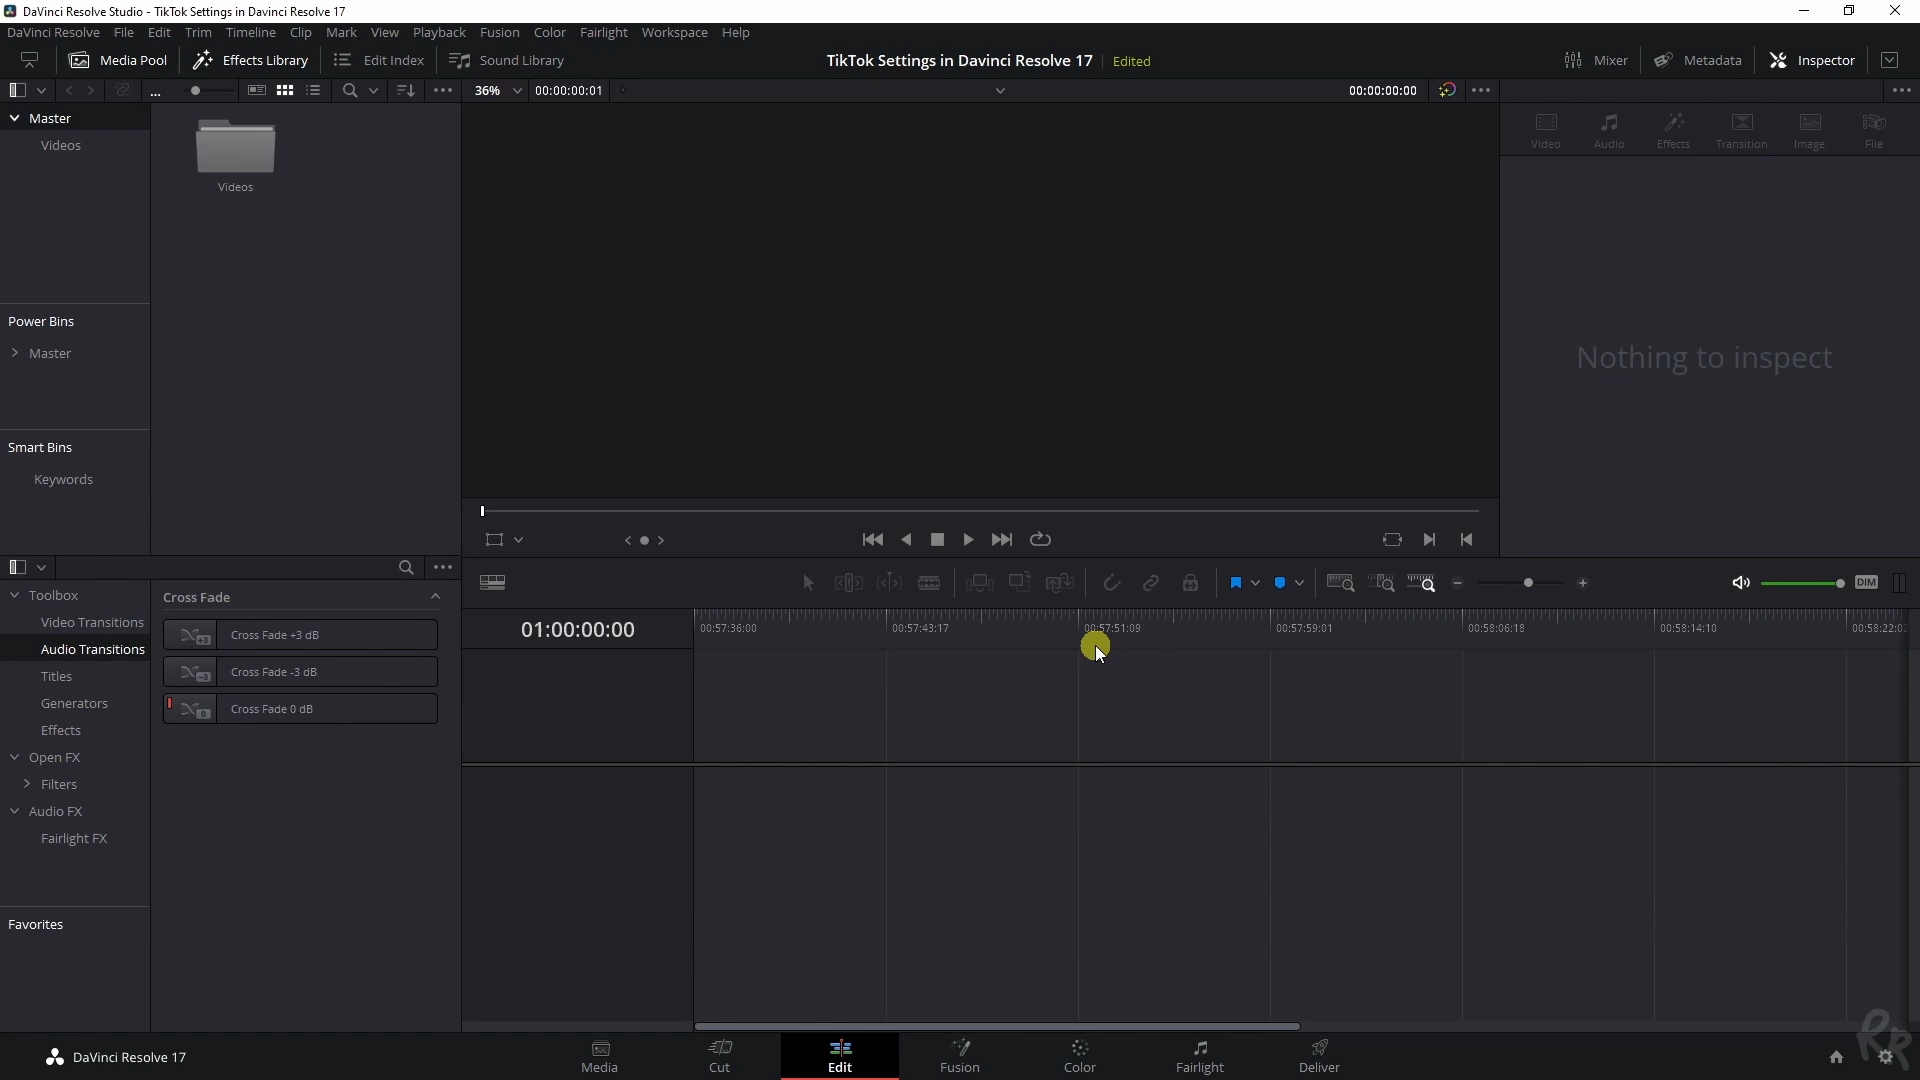 DaVinci Resolve Studio - TikTok Settings in Davinci Resolve 17
DaVinci Resolve File Edit Trim Timeline Clip Mark View Playback Fusion Color Fairlight Workspace Help
Media Pool Effects Library Edit Index Sound Library TikTok Settings in Davinci Resolve 17 Edited Mixer Metadata Inspector
... 36% 00:00:00:01 00:00:00:00
Master
Videos
Videos
Video Audio Effects Transition Image File
Power Bins
Master
Nothing to inspect
Smart Bins
Keywords
DIM
Toolbox
Video Transitions
Audio Transitions
Titles
Generators
Effects
Open FX
Filters
Audio FX
Fairlight FX
Favorites
Cross Fade
+3 Cross Fade +3 dB
-3 Cross Fade -3 dB
0 Cross Fade 0 dB
01:00:00:00
00:57:36:00 00:57:43:17 00:57:51:09 00:57:59:01 00:58:06:18 00:58:14:10
DaVinci Resolve 17
Media Cut Edit Fusion Color Fairlight Deliver
RR